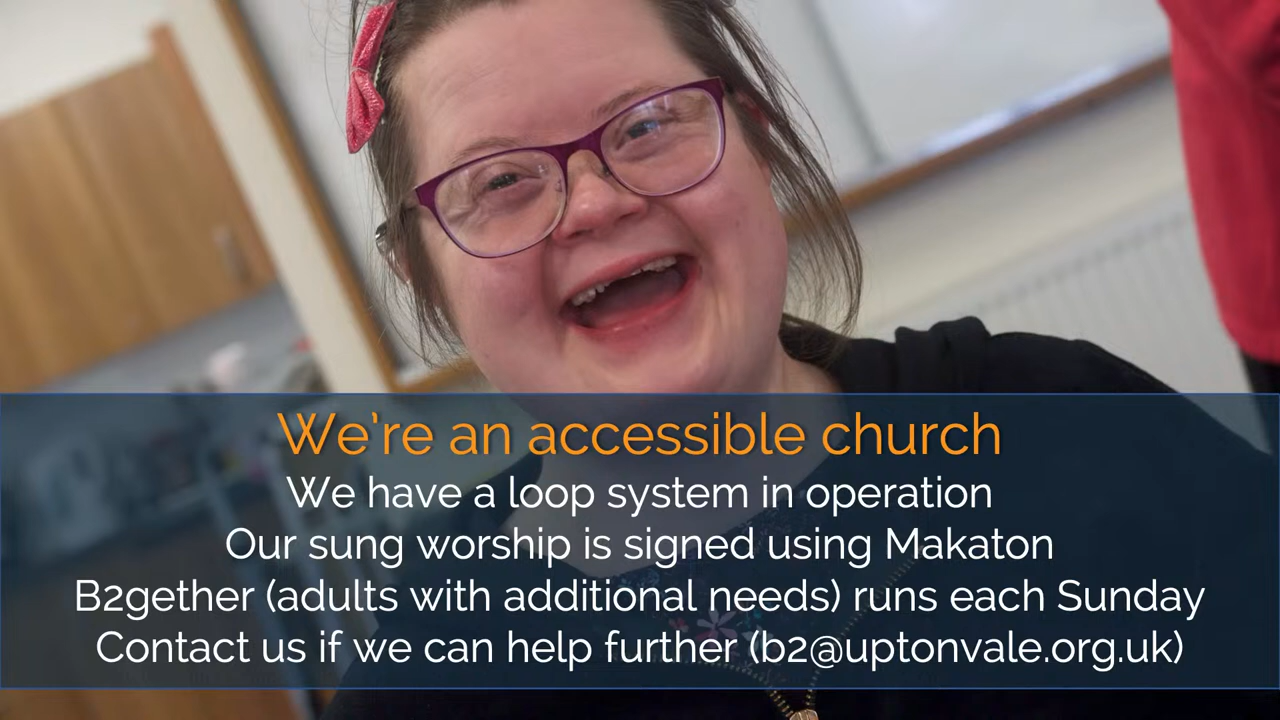 We're an accessible church
We have a loop system in operation
Our sung worship is signed using Makaton
B2gether (adults with additional needs) runs each Sunday
Contact us if we can help further (b2@uptonvale.org.uk)